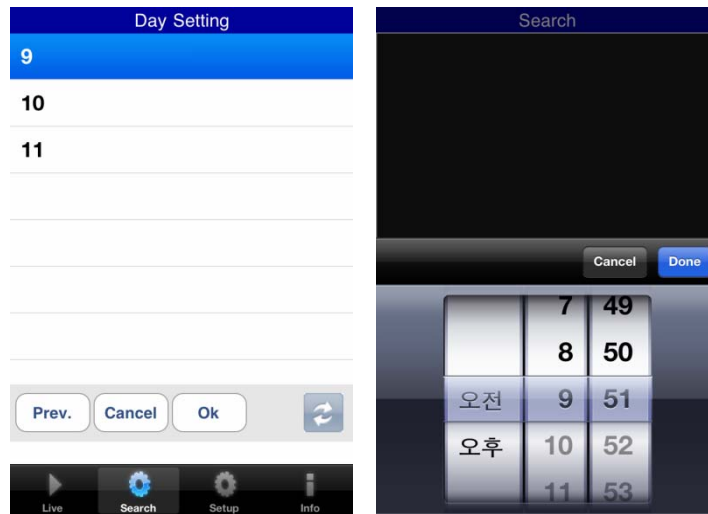 Day Setting
9
10
11
Prev. Cancel Ok
Live Search Setup Info
Search
Cancel Done
7 49
8 50
오전 9 51
오후 10 52
11 53